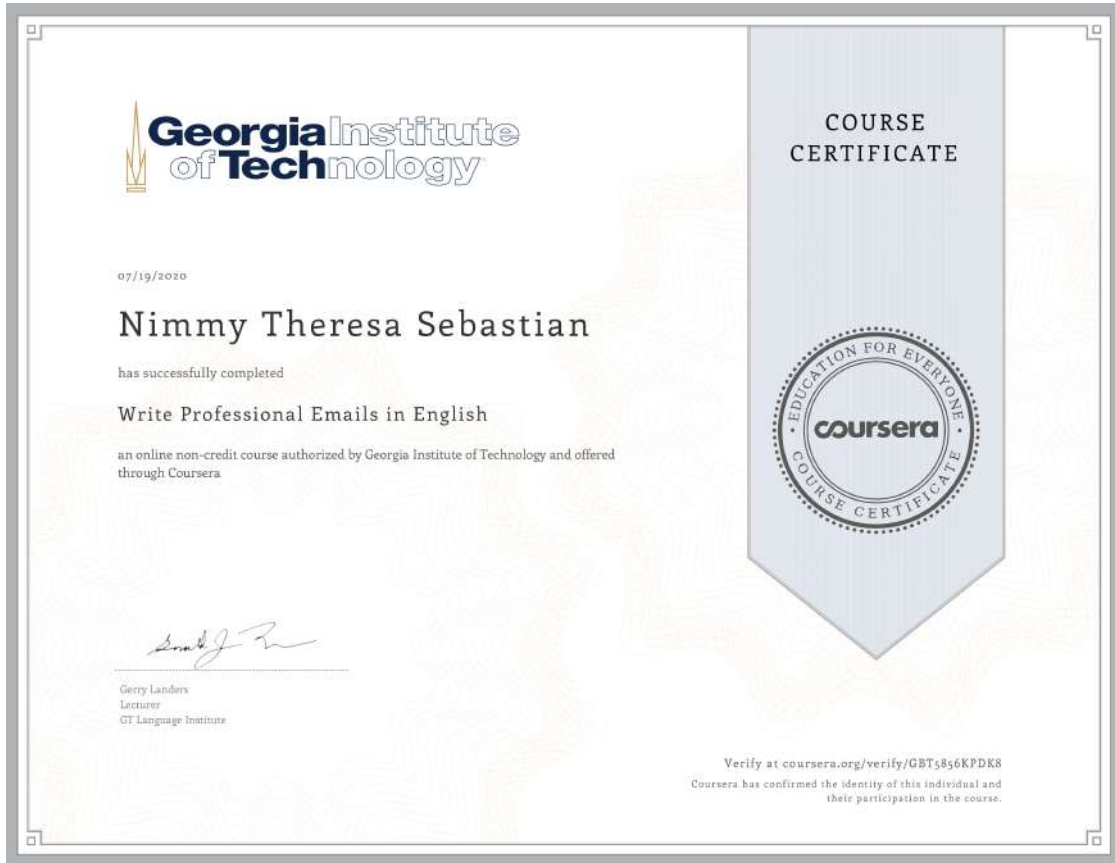 Georgia Institute
of Technology
COURSE
CERTIFICATE
07/19/2020
Nimmy Theresa Sebastian
has successfully completed
Write Professional Emails in English
an online non-credit course authorized by Georgia Institute of Technology and offered
through Coursera
EDUCATION FOR EVERYONE
coursera
COURSE CERTIFICATE
Gerry Landers
Lecturer
GT Language Institute
Verify at coursera.org/verify/GBT5856KPDK8
Coursera has confirmed the identity of this individual and
their participation in the course.